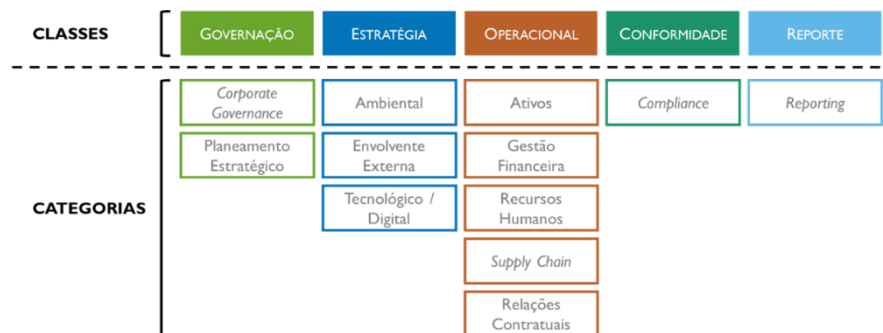 CLASSES
GOVERNAÇÃO
ESTRATÉGIA
OPERACIONAL
CONFORMIDADE
REPORTE
CATEGORIAS
Corporate
Governance
Ambiental
Ativos
Compliance
Reporting
Planeamento
Estratégico
Envolvente
Externa
Gestão
Financeira
Tecnológico /
Digital
Recursos
Humanos
Supply Chain
Relações
Contratuais